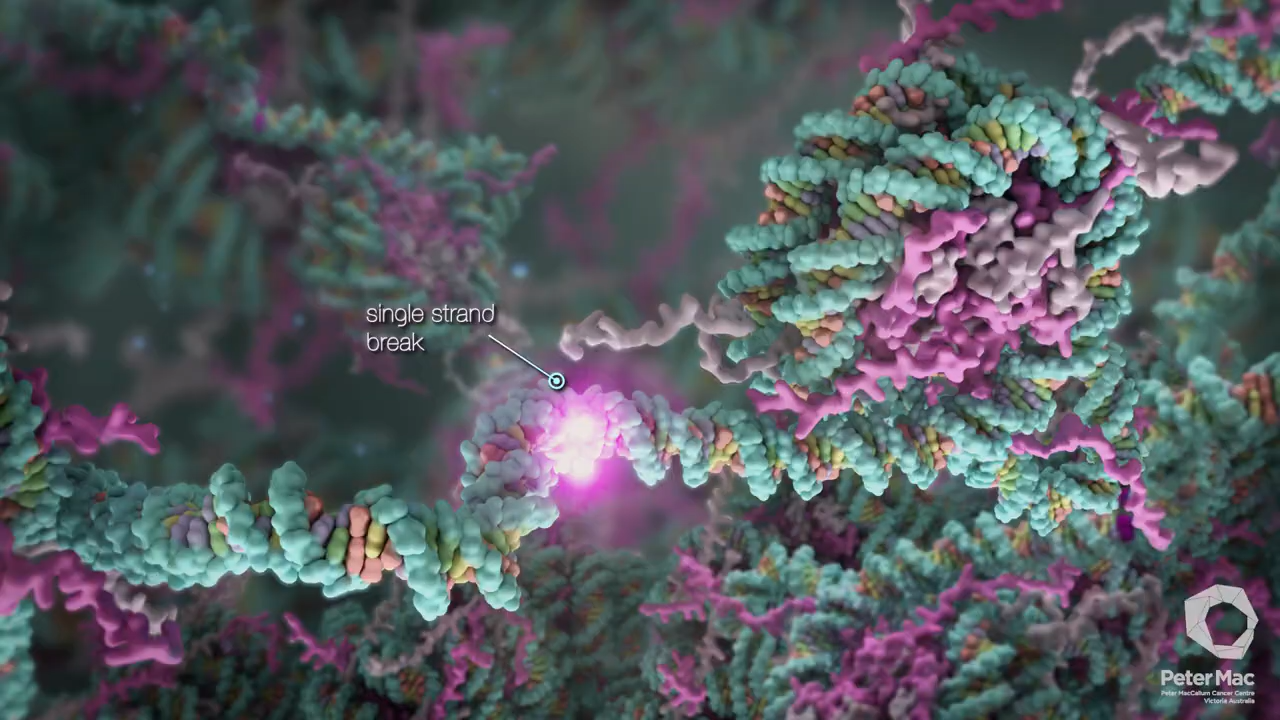 single strand
break
Peter Mac
Peter MacCallum Cancer Centre
Victoria Australia